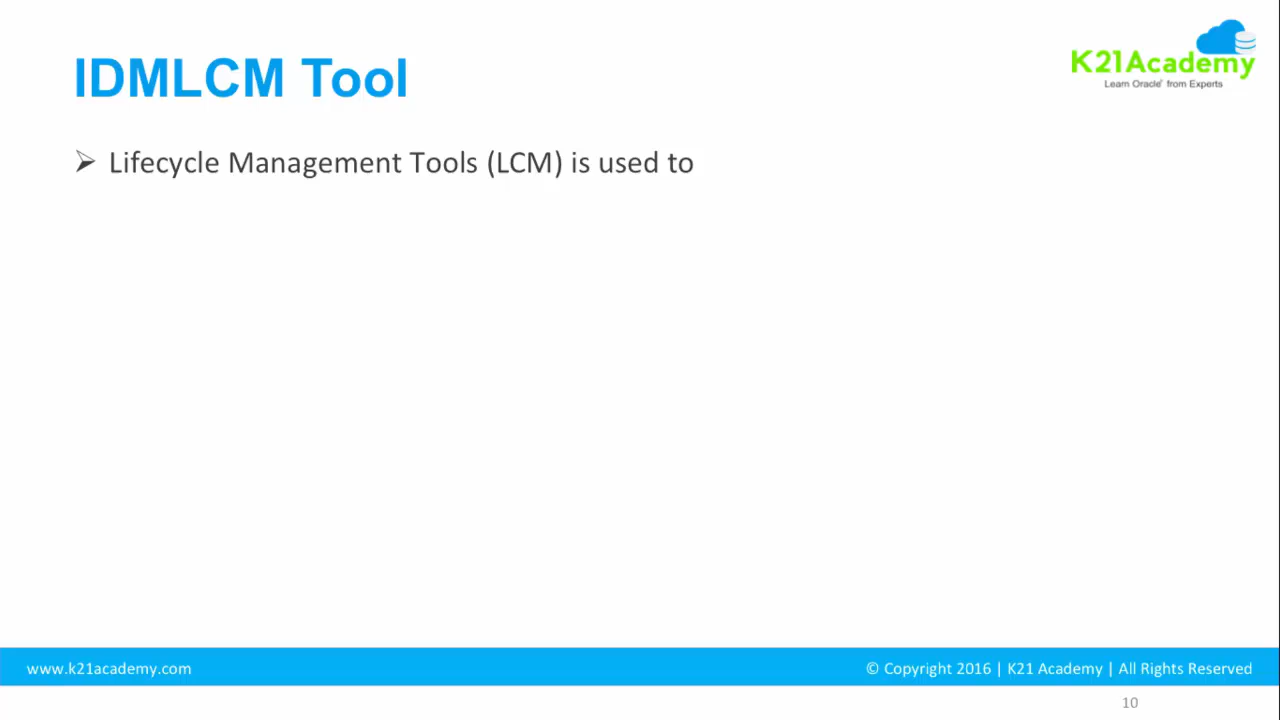 IDMLCM Tool
K21Academy
Learn Oracle' from Experts
➢ Lifecycle Management Tools (LCM) is used to
www.k21academy.com
© Copyright 2016 | K21 Academy | All Rights Reserved
10